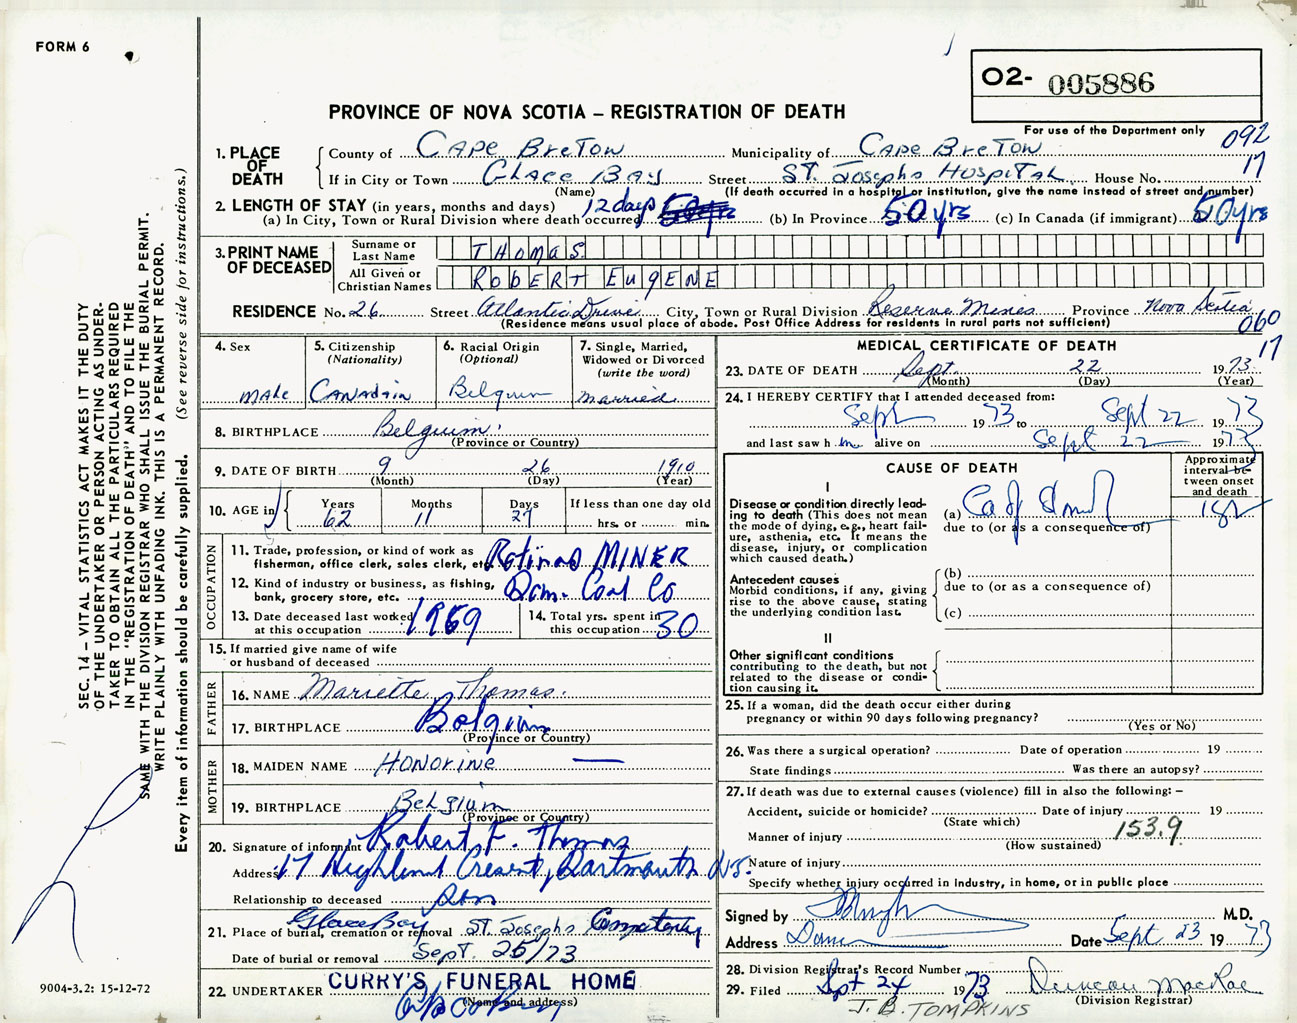 FORM 6
O2- 005886
PROVINCE OF NOVA SCOTIA – REGISTRATION OF DEATH
For use of the Department only
092
17
1. PLACE OF DEATH
County of Cape Breton Municipality of Cape Breton
If in City or Town Glace Bay Street St. Josephs Hospital House No.
(Name) (If death occurred in a hospital or institution, give the name instead of street and number)
2. LENGTH OF STAY (in years, months and days)
(a) In City, Town or Rural Division where death occurred 12 days (b) In Province 50 yrs (c) In Canada (if immigrant) 50 yrs
3. PRINT NAME OF DECEASED
Surname or Last Name THOMAS
All Given or Christian Names ROBERT EUGENE
RESIDENCE No. 26 Street Atlantic Drive City, Town or Rural Division Reserve Mines Province Nova Scotia
(Residence means usual place of abode. Post Office Address for residents in rural parts not sufficient)
060
17
4. Sex male
5. Citizenship (Nationality) Canadian
6. Racial Origin (Optional) Belgium
7. Single, Married, Widowed or Divorced (write the word) married
8. BIRTHPLACE Belgium
(Province or Country)
9. DATE OF BIRTH 9 26 1910
(Month) (Day) (Year)
10. AGE in Years 62 Months 11 Days 27 If less than one day old hrs. or min.
OCCUPATION
11. Trade, profession, or kind of work as fisherman, office clerk, sales clerk, etc. Retired MINER
12. Kind of industry or business, as fishing, bank, grocery store, etc. Dom. Coal Co
13. Date deceased last worked at this occupation 1969
14. Total yrs. spent in this occupation 30
15. If married give name of wife or husband of deceased
FATHER
16. NAME Mariette Thomas.
17. BIRTHPLACE Belgium
(Province or Country)
MOTHER
18. MAIDEN NAME Honorine —
19. BIRTHPLACE Belgium
(Province or Country)
20. Signature of informant Robert F. Thomas
Address 17 Highland Cresent, Dartmouth N.S.
Relationship to deceased Son
21. Place of burial, cremation or removal Glace Bay St Josephs Cemetery
Date of burial or removal Sept. 25/73
22. UNDERTAKER CURRY'S FUNERAL HOME
(Name and address)
MEDICAL CERTIFICATE OF DEATH
23. DATE OF DEATH Sept. 22 1973
(Month) (Day) (Year)
24. I HEREBY CERTIFY that I attended deceased from:
Sept 1973 to Sept 22 1973
and last saw him alive on Sept 22 1973
CAUSE OF DEATH
Approximate interval between onset and death
I
Disease or condition directly leading to death (This does not mean the mode of dying, e.g., heart failure, asthenia, etc. It means the disease, injury, or complication which caused death.)
(a) Ca of
due to (or as a consequence of)
Antecedent causes
Morbid conditions, if any, giving rise to the above cause, stating the underlying condition last.
(b)
due to (or as a consequence of)
(c)
II
Other significant conditions
contributing to the death, but not related to the disease or condition causing it.
25. If a woman, did the death occur either during pregnancy or within 90 days following pregnancy?
(Yes or No)
26. Was there a surgical operation? Date of operation 19
State findings Was there an autopsy?
27. If death was due to external causes (violence) fill in also the following: –
Accident, suicide or homicide? Date of injury 19
(State which)
Manner of injury 153.9
(How sustained)
Nature of injury
Specify whether injury occurred in industry, in home, or in public place
Signed by M.D.
Address Date Sept 23 1973
28. Division Registrar's Record Number
29. Filed Sept 24 1973 Duncan MacRae
(Division Registrar)
J. B. TOMPKINS
SEC. 14 – VITAL STATISTICS ACT MAKES IT THE DUTY
OF THE UNDERTAKER OR PERSON ACTING AS UNDER-
TAKER TO OBTAIN ALL THE PARTICULARS REQUIRED
IN THE "REGISTRATION OF DEATH" AND TO FILE THE
SAME WITH THE DIVISION REGISTRAR WHO SHALL ISSUE THE BURIAL PERMIT.
WRITE PLAINLY WITH UNFADING INK. THIS IS A PERMANENT RECORD.
Every item of information should be carefully supplied. (See reverse side for instructions.)
9004-3.2: 15-12-72